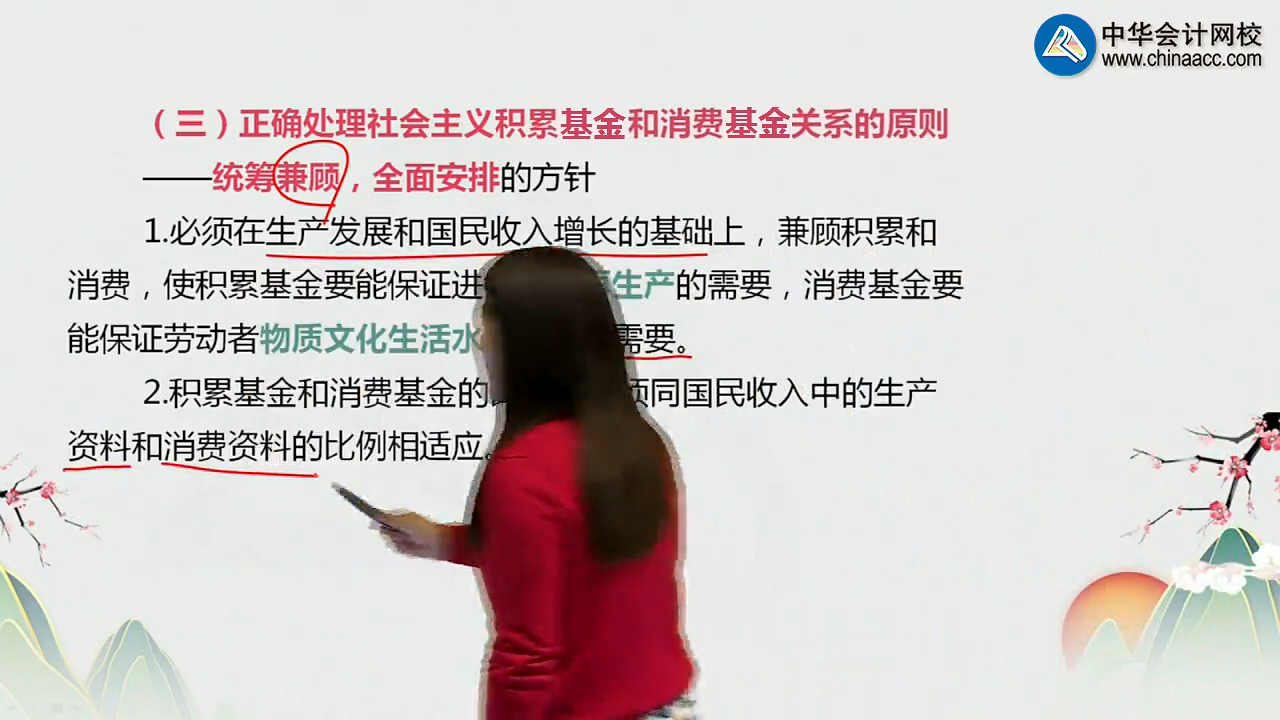 中华会计网校
www.chinaacc.com
（三）正确处理社会主义积累基金和消费基金关系的原则
——统筹兼顾，全面安排的方针
1.必须在生产发展和国民收入增长的基础上，兼顾积累和
消费，使积累基金要能保证进 生产的需要，消费基金要
能保证劳动者物质文化生活水 需要。
2.积累基金和消费基金的 须同国民收入中的生产
资料和消费资料的比例相适应。